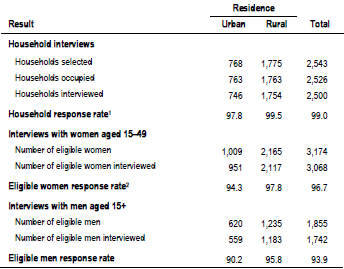 Residence
Result Urban Rural Total
Household interviews
Households selected 768 1,775 2,543
Households occupied 763 1,763 2,526
Households interviewed 746 1,754 2,500
Household response rate¹ 97.8 99.5 99.0
Interviews with women aged 15–49
Number of eligible women 1,009 2,165 3,174
Number of eligible women interviewed 951 2,117 3,068
Eligible women response rate² 94.3 97.8 96.7
Interviews with men aged 15+
Number of eligible men 620 1,235 1,855
Number of eligible men interviewed 559 1,183 1,742
Eligible men response rate 90.2 95.8 93.9